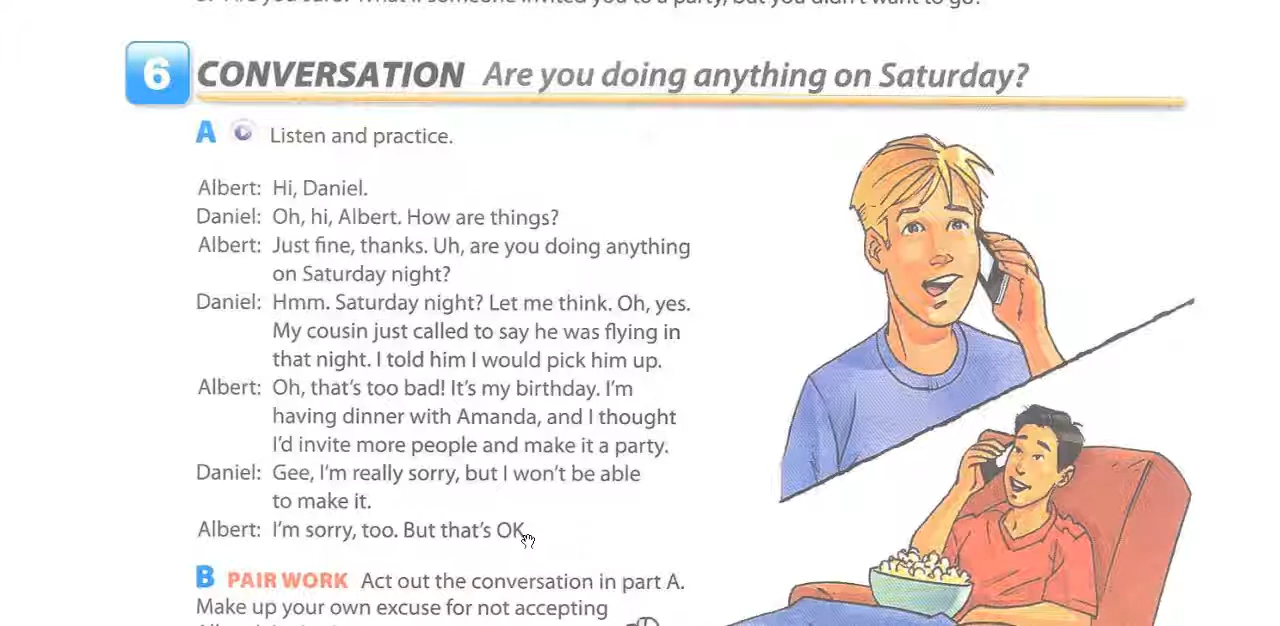 but you didn't want to go?
6 CONVERSATION Are you doing anything on Saturday?
A Listen and practice.
Albert: Hi, Daniel.
Daniel: Oh, hi, Albert. How are things?
Albert: Just fine, thanks. Uh, are you doing anything
on Saturday night?
Daniel: Hmm. Saturday night? Let me think. Oh, yes.
My cousin just called to say he was flying in
that night. I told him I would pick him up.
Albert: Oh, that's too bad! It's my birthday. I'm
having dinner with Amanda, and I thought
I'd invite more people and make it a party.
Daniel: Gee, I'm really sorry, but I won't be able
to make it.
Albert: I'm sorry, too. But that's OK.
B PAIR WORK Act out the conversation in part A.
Make up your own excuse for not accepting